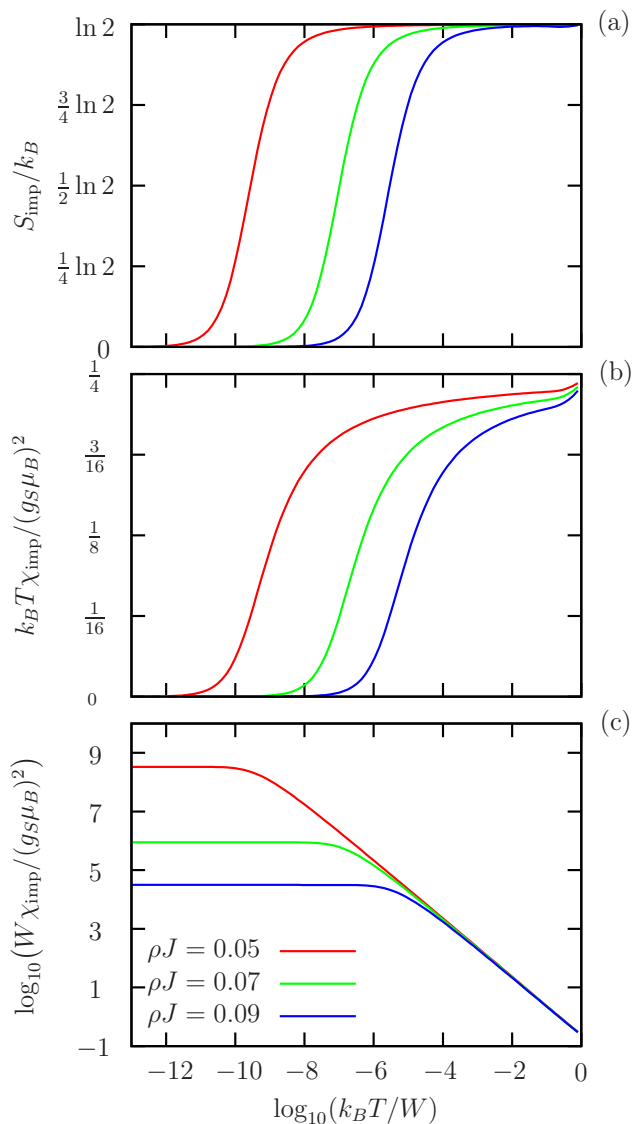 (a)
ln 2
3/4 ln 2
1/2 ln 2
1/4 ln 2
0
S_imp/k_B
(b)
1/4
3/16
1/8
1/16
0
k_B T χ_imp/(g_S μ_B)²
(c)
9
7
5
3
1
−1
log₁₀(W χ_imp/(g_S μ_B)²)
ρJ = 0.05
ρJ = 0.07
ρJ = 0.09
−12 −10 −8 −6 −4 −2 0
log₁₀(k_B T/W)